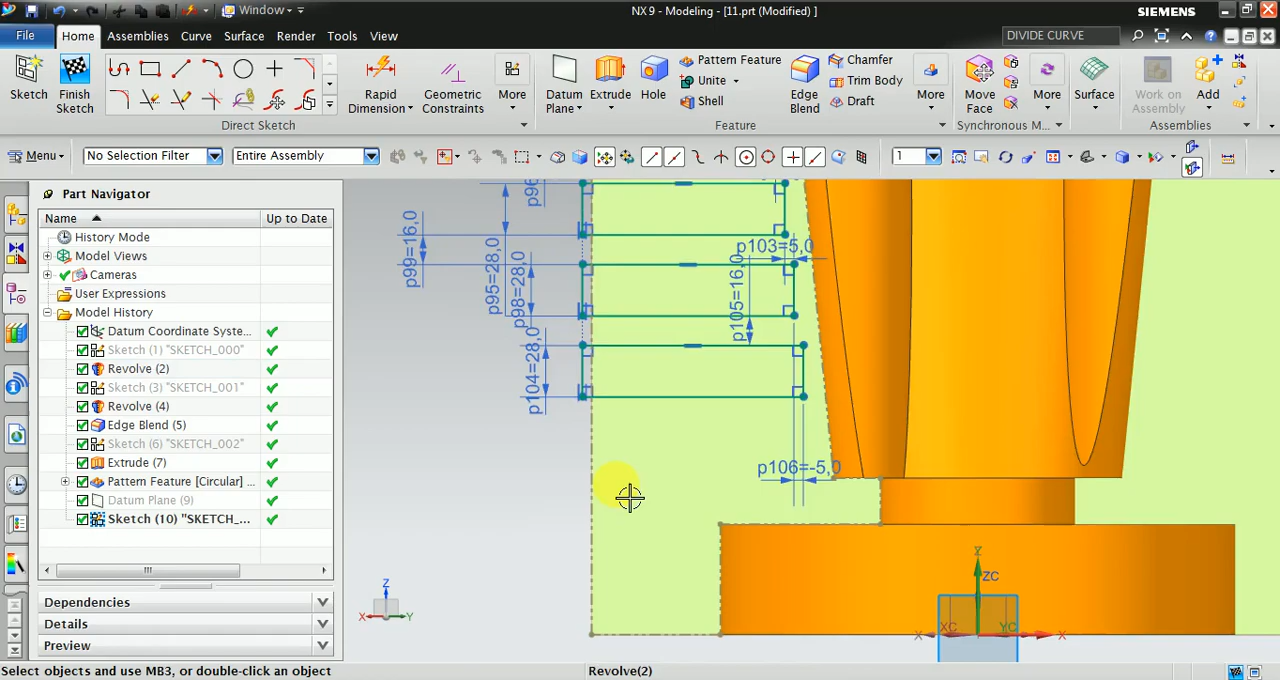 Window
NX 9 - Modeling - [11.prt (Modified) ]
SIEMENS
File
Home
Assemblies
Curve
Surface
Render
Tools
View
DIVIDE CURVE
Sketch
Finish
Sketch
Rapid
Dimension
Geometric
Constraints
More
Datum
Plane
Extrude
Hole
Pattern Feature
Unite
Shell
Edge
Blend
Chamfer
Trim Body
Draft
More
Move
Face
More
Surface
Work on
Assembly
Add
Direct Sketch
Feature
Synchronous M...
Assemblies
Menu
No Selection Filter
Entire Assembly
1
Part Navigator
Name
Up to Date
History Mode
Model Views
Cameras
User Expressions
Model History
Datum Coordinate Syste...
Sketch (1) "SKETCH_000"
Revolve (2)
Sketch (3) "SKETCH_001"
Revolve (4)
Edge Blend (5)
Sketch (6) "SKETCH_002"
Extrude (7)
Pattern Feature [Circular] ...
Datum Plane (9)
Sketch (10) "SKETCH_...
Dependencies
Details
Preview
p96
p99=16,0
p95=28,0
p98=28,0
p103=5,0
p105=16,0
p104=28,0
p106=-5,0
Z
ZC
X
XC
YC
X
Z
X
Y
Select objects and use MB3, or double-click an object
Revolve(2)